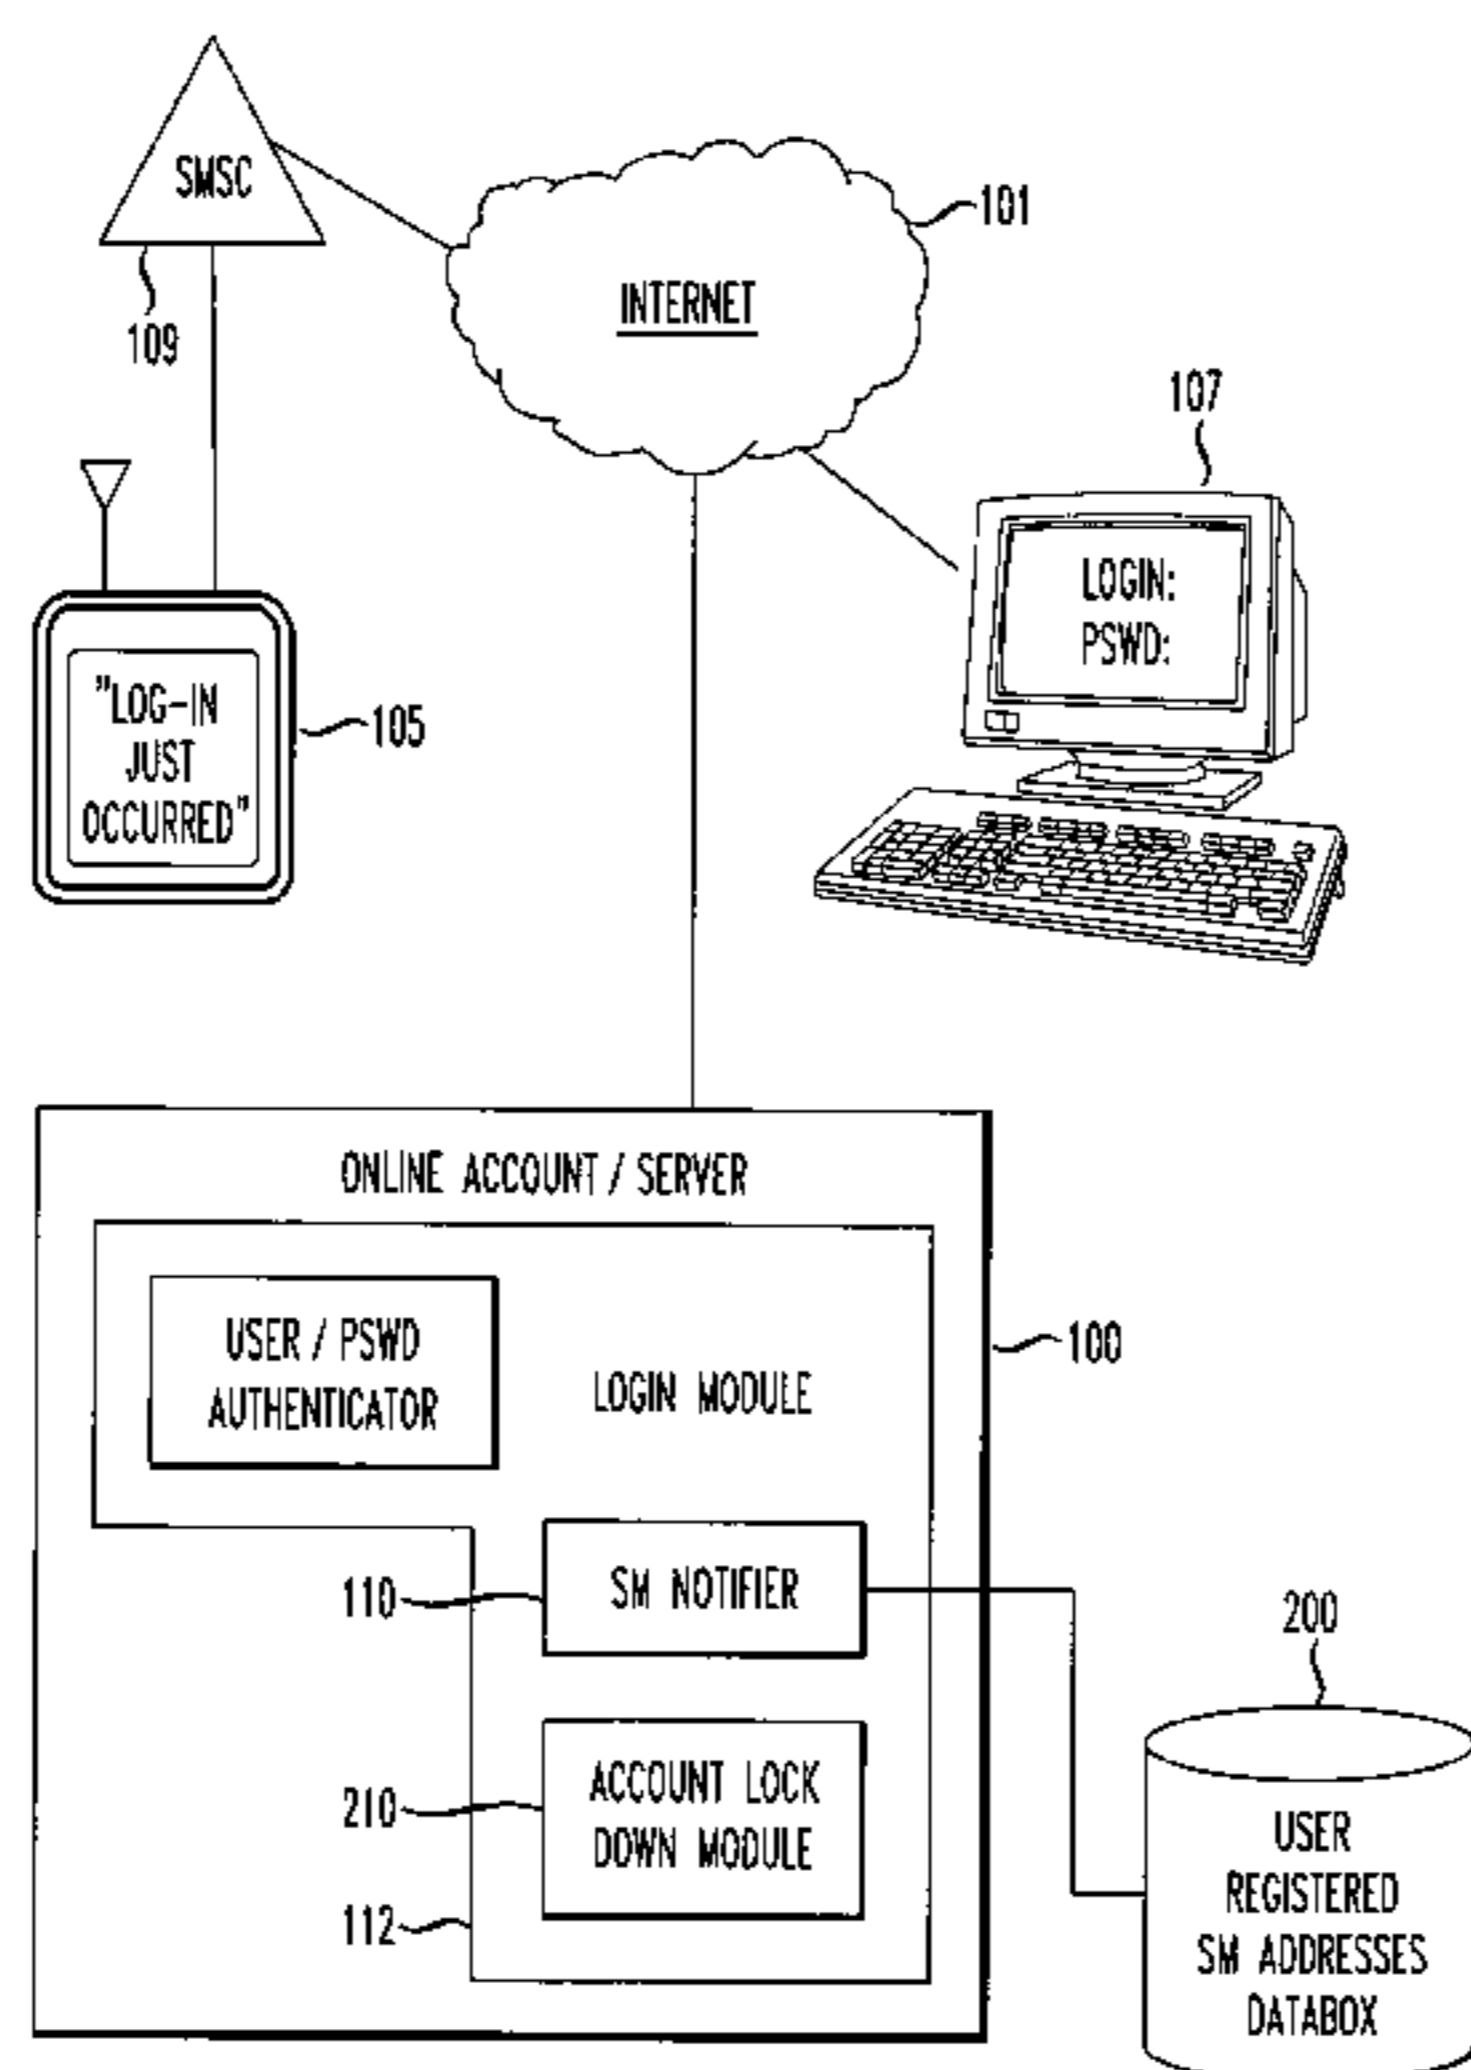 SMSC
101
INTERNET
109
107
LOGIN:
PSWD:
"LOG-IN
JUST
OCCURRED"
105
ONLINE ACCOUNT / SERVER
USER / PSWD
AUTHENTICATOR
LOGIN MODULE
100
110
SM NOTIFIER
200
210
ACCOUNT LOCK
DOWN MODULE
112
USER
REGISTERED
SM ADDRESSES
DATABOX